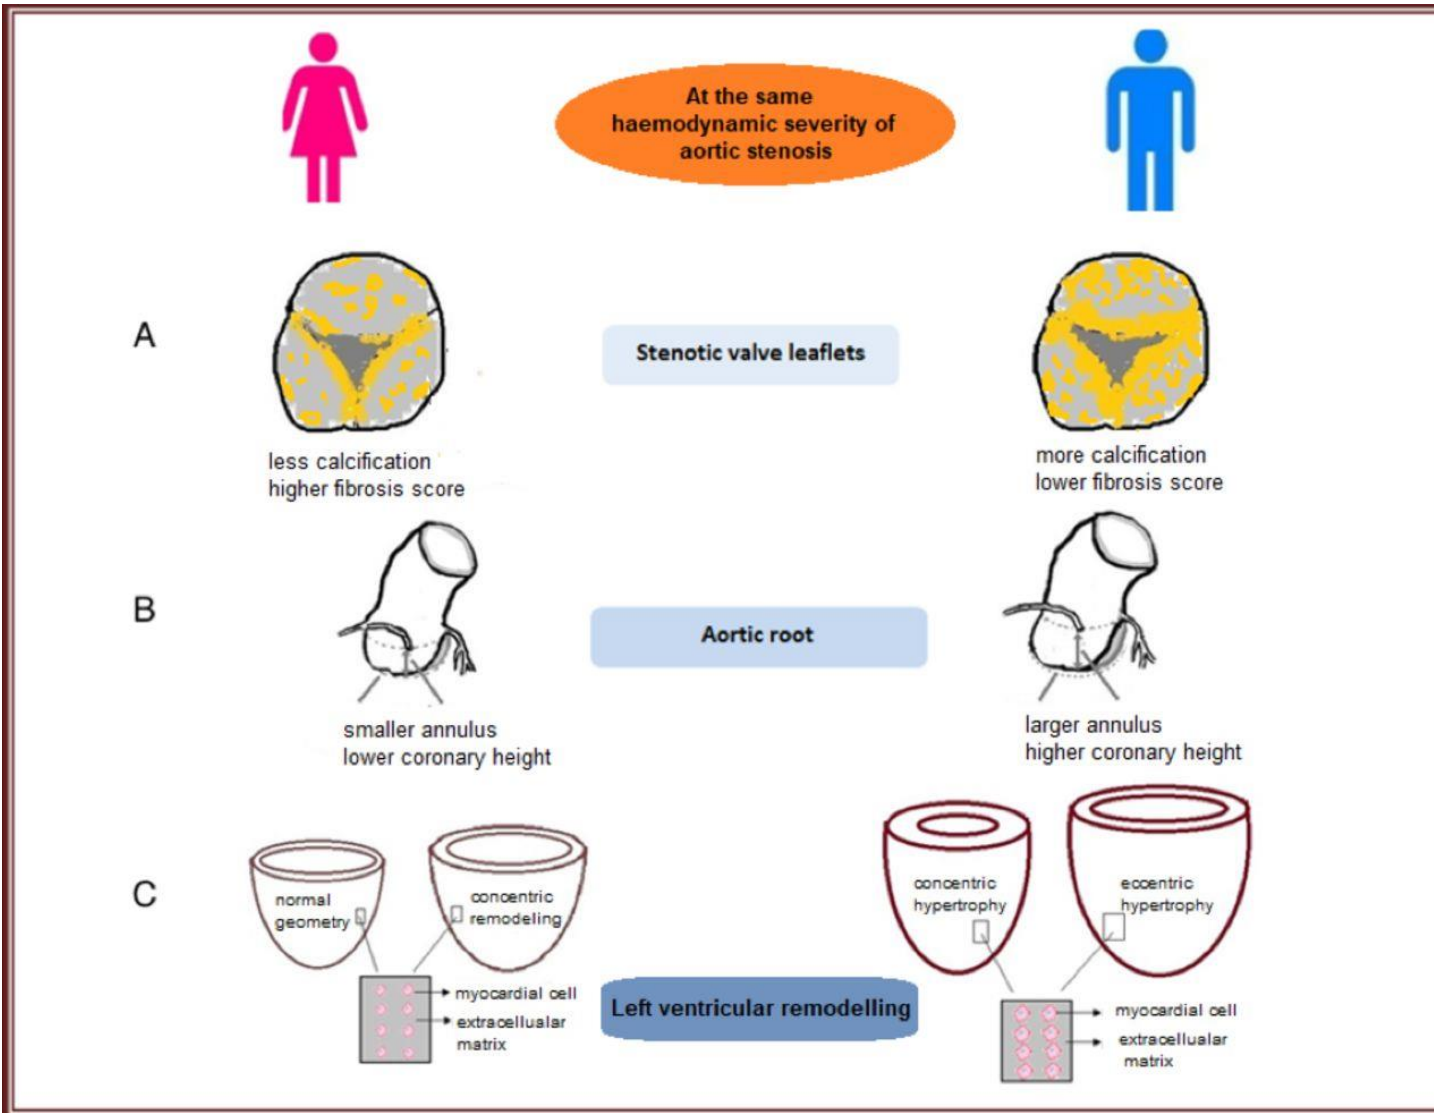 At the same
haemodynamic severity of
aortic stenosis
A
Stenotic valve leaflets
less calcification
higher fibrosis score
more calcification
lower fibrosis score
B
Aortic root
smaller annulus
lower coronary height
larger annulus
higher coronary height
C
normal
geometry
concentric
remodeling
concentric
hypertrophy
eccentric
hypertrophy
Left ventricular remodelling
myocardial cell
extracellualar
matrix
myocardial cell
extracellualar
matrix